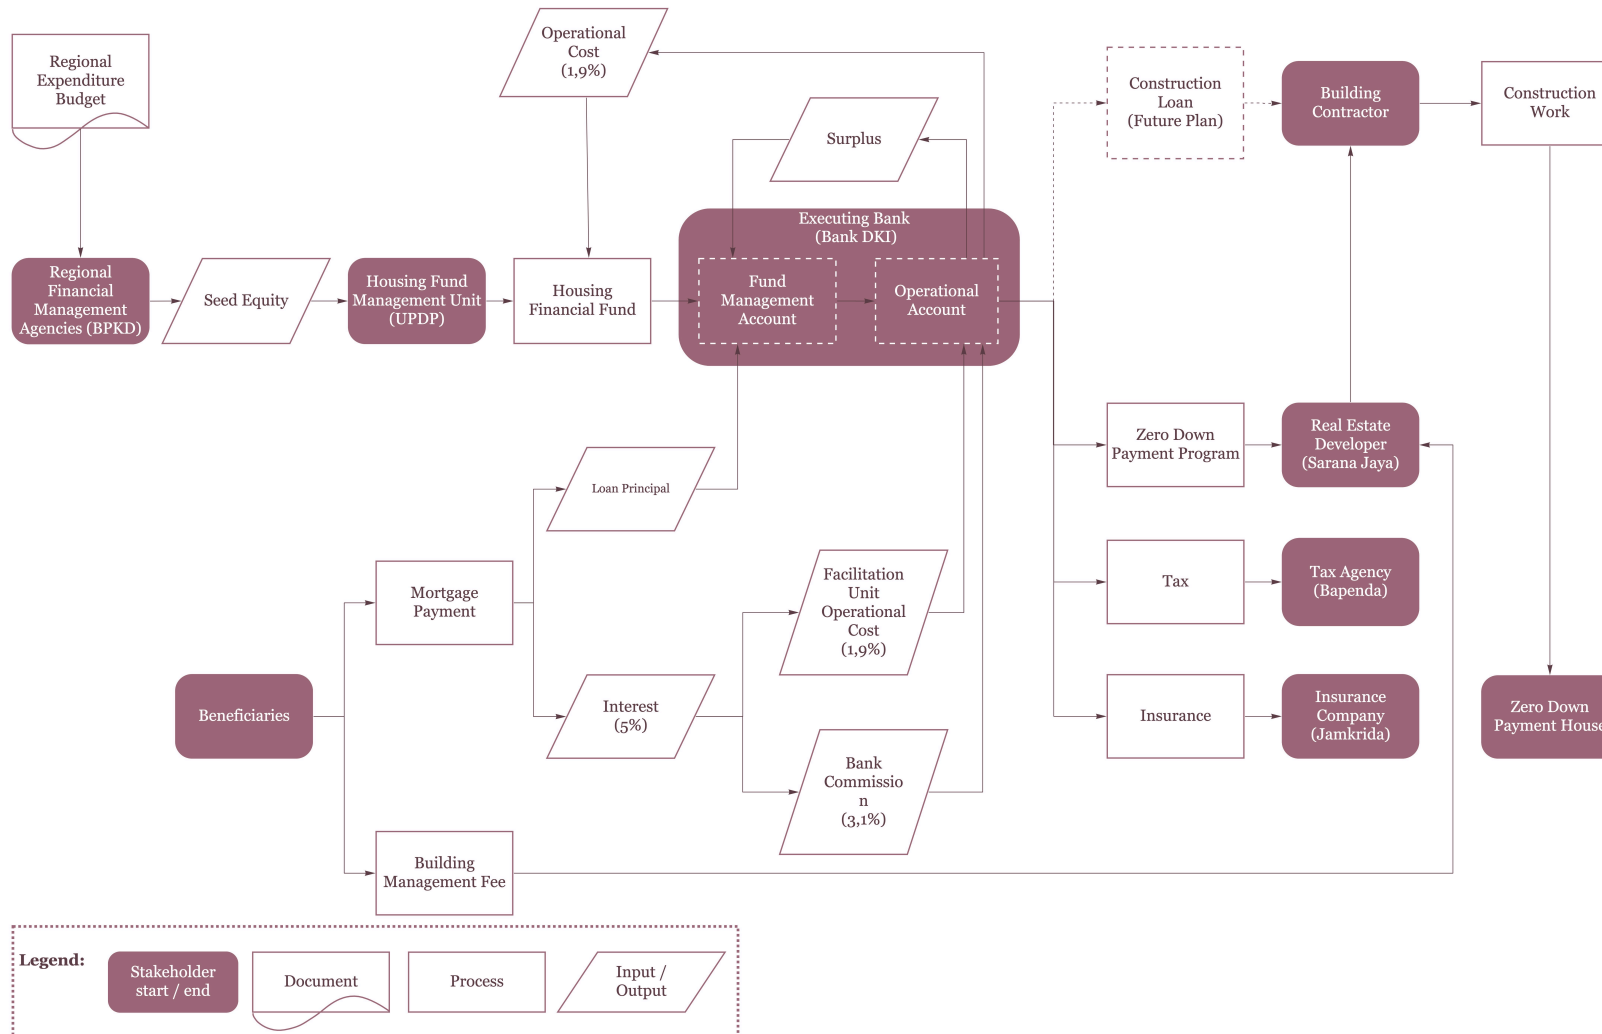 Regional
Expenditure
Budget
Operational
Cost
(1,9%)
Surplus
Construction
Loan
(Future Plan)
Building
Contractor
Construction
Work
Executing Bank
(Bank DKI)
Regional
Financial
Management
Agencies (BPKD)
Seed Equity
Housing Fund
Management Unit
(UPDP)
Housing
Financial Fund
Fund
Management
Account
Operational
Account
Zero Down
Payment Program
Real Estate
Developer
(Sarana Jaya)
Loan Principal
Mortgage
Payment
Facilitation
Unit
Operational
Cost
(1,9%)
Tax
Tax Agency
(Bapenda)
Beneficiaries
Interest
(5%)
Bank
Commissio
n
(3,1%)
Insurance
Insurance
Company
(Jamkrida)
Zero Down
Payment House
Building
Management Fee
Legend:
Stakeholder
start / end
Document
Process
Input /
Output